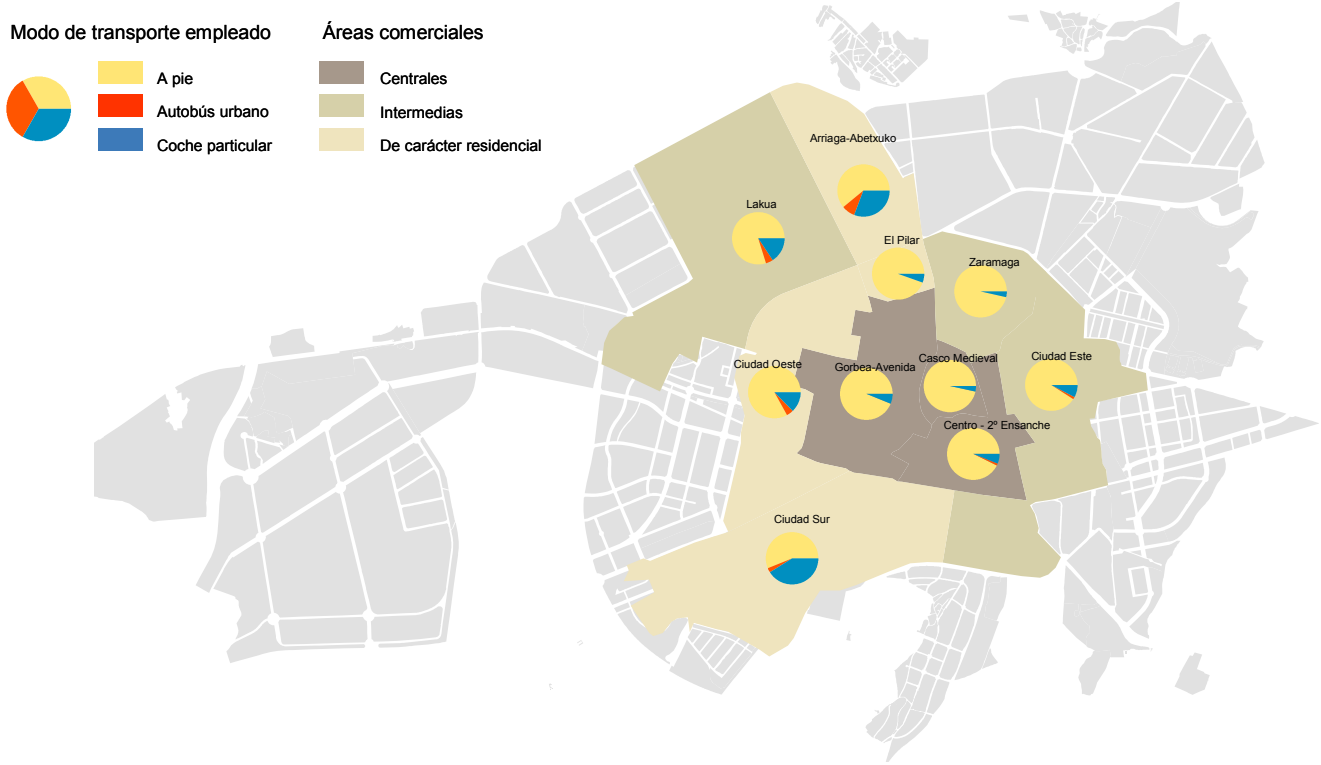 Modo de transporte empleado
Áreas comerciales
A pie
Autobús urbano
Coche particular
Centrales
Intermedias
De carácter residencial
Arriaga-Abetxuko
Lakua
El Pilar
Zaramaga
Ciudad Oeste
Gorbea-Avenida
Casco Medieval
Ciudad Este
Centro - 2º Ensanche
Ciudad Sur